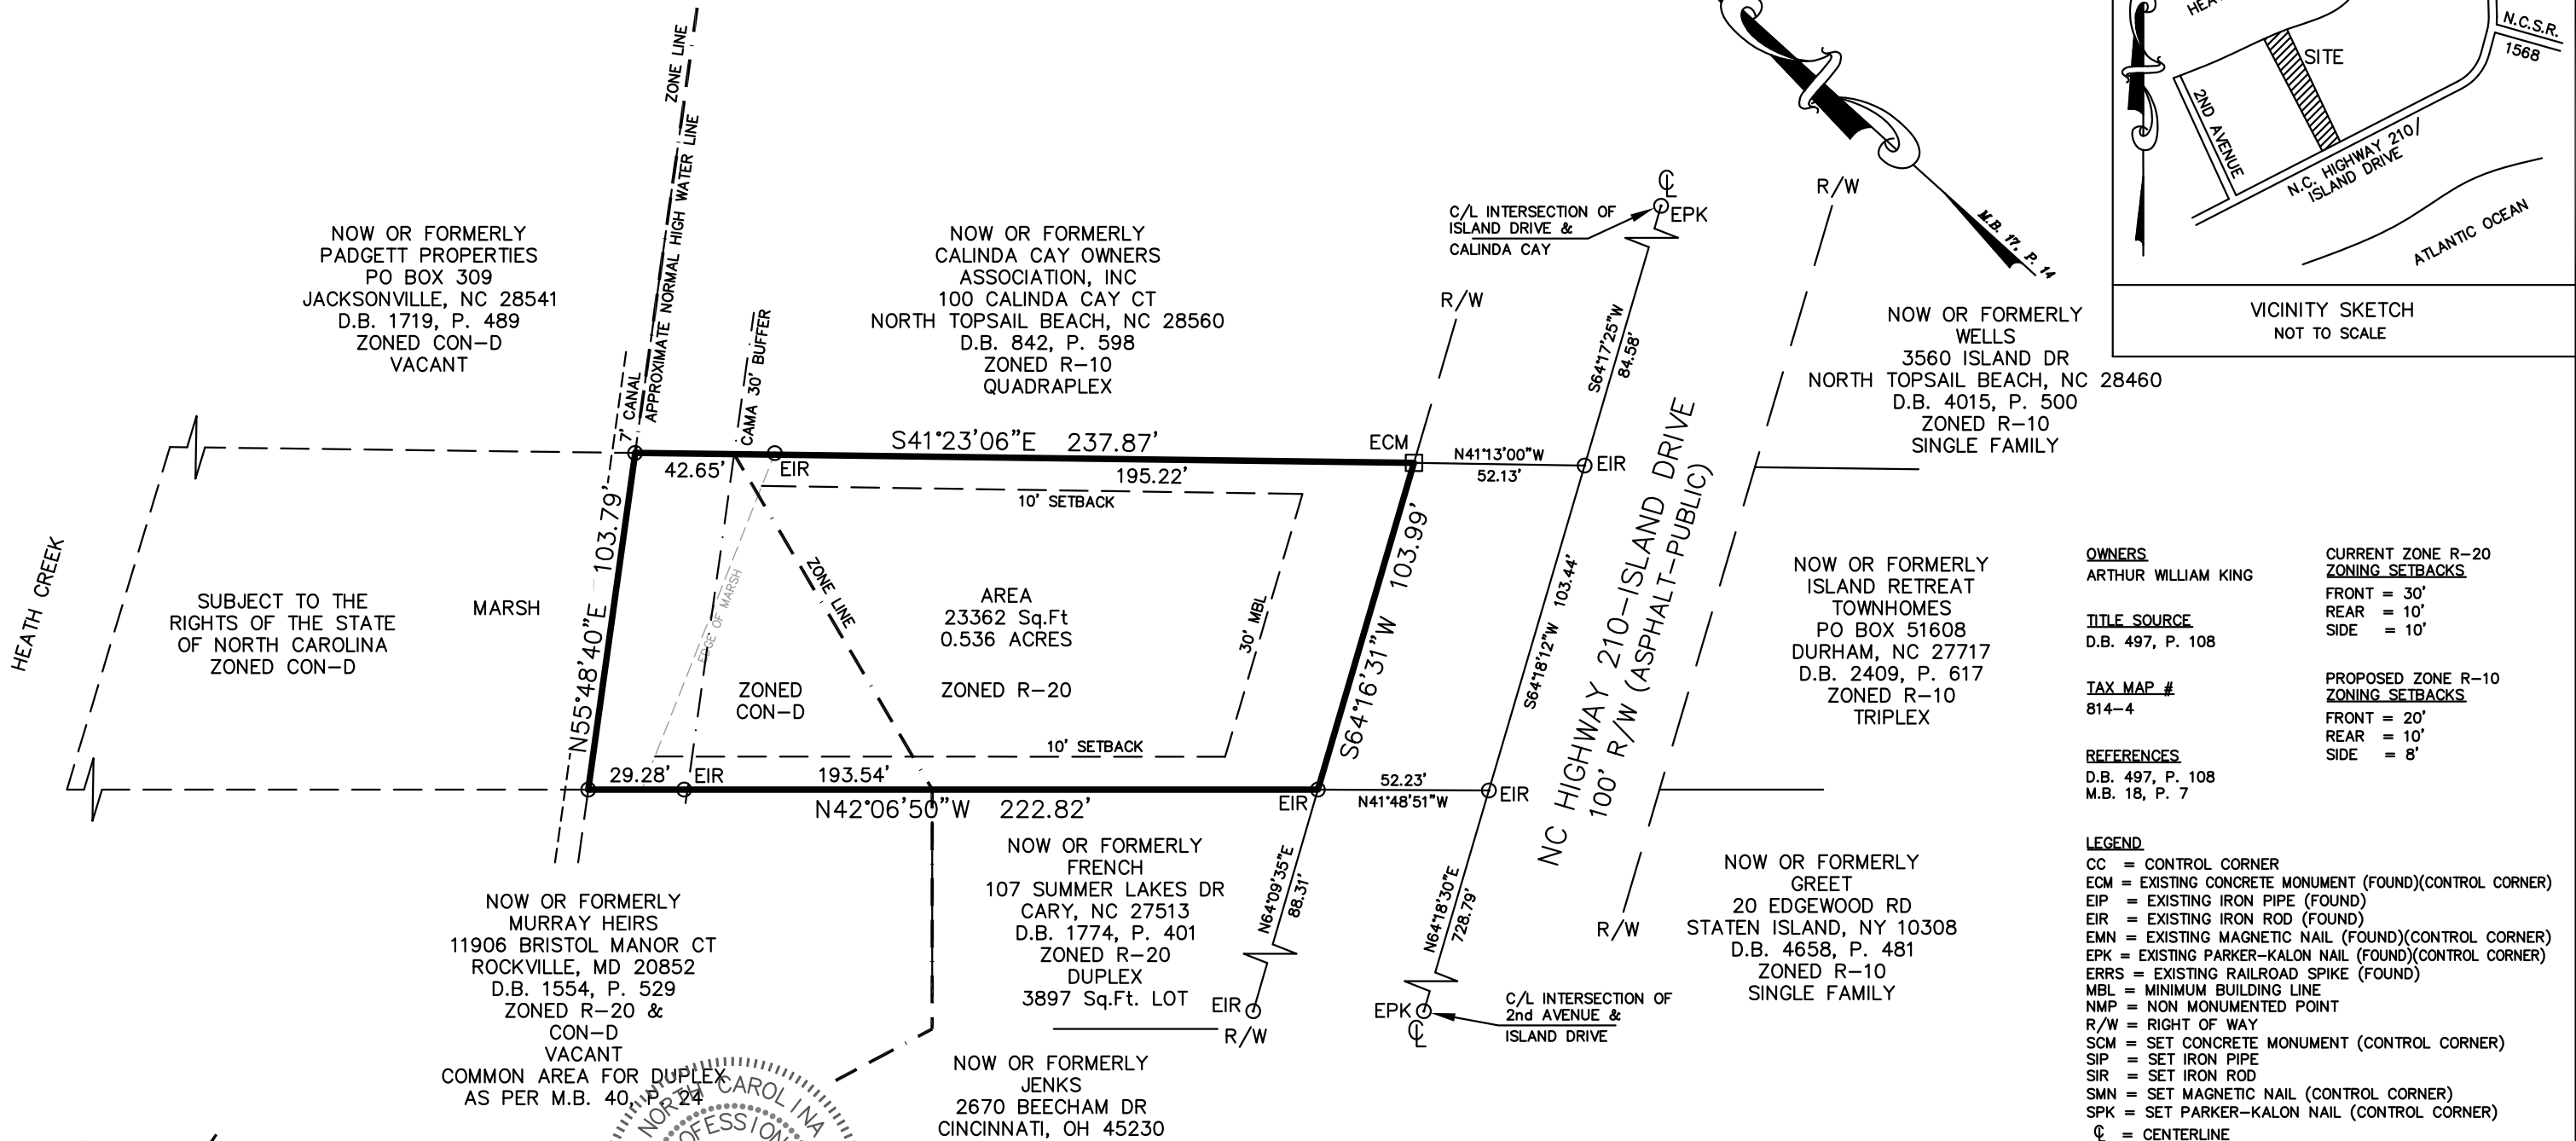 ZONE LINE
APPROXIMATE NORMAL HIGH WATER LINE
7' CANAL
CAMA 30' BUFFER
NOW OR FORMERLY
PADGETT PROPERTIES
PO BOX 309
JACKSONVILLE, NC 28541
D.B. 1719, P. 489
ZONED CON-D
VACANT
NOW OR FORMERLY
CALINDA CAY OWNERS
ASSOCIATION, INC
100 CALINDA CAY CT
NORTH TOPSAIL BEACH, NC 28560
D.B. 842, P. 598
ZONED R-10
QUADRAPLEX
C/L INTERSECTION OF
ISLAND DRIVE &
CALINDA CAY
EPK
R/W
R/W
M.B. 17, P. 14
SITE
N.C.S.R.
1568
2ND AVENUE
N.C. HIGHWAY 210/
ISLAND DRIVE
ATLANTIC OCEAN
VICINITY SKETCH
NOT TO SCALE
NOW OR FORMERLY
WELLS
3560 ISLAND DR
NORTH TOPSAIL BEACH, NC 28460
D.B. 4015, P. 500
ZONED R-10
SINGLE FAMILY
S64°17'25"W
84.58'
S41°23'06"E 237.87'
42.65'
EIR
195.22'
ECM
N41°13'00"W
52.13'
EIR
10' SETBACK
HEATH CREEK
SUBJECT TO THE
RIGHTS OF THE STATE
OF NORTH CAROLINA
ZONED CON-D
MARSH
N55°48'40"E 103.79'
EDGE OF MARSH
ZONE LINE
ZONED
CON-D
AREA
23362 Sq.Ft
0.536 ACRES
ZONED R-20
30' MBL
S64°16'31"W 103.99'
S64°18'12"W 103.44'
NC HIGHWAY 210-ISLAND DRIVE
100' R/W (ASPHALT-PUBLIC)
NOW OR FORMERLY
ISLAND RETREAT
TOWNHOMES
PO BOX 51608
DURHAM, NC 27717
D.B. 2409, P. 617
ZONED R-10
TRIPLEX
10' SETBACK
29.28'
EIR
193.54'
N42°06'50"W 222.82'
EIR
52.23'
N41°48'51"W
EIR
NOW OR FORMERLY
MURRAY HEIRS
11906 BRISTOL MANOR CT
ROCKVILLE, MD 20852
D.B. 1554, P. 529
ZONED R-20 &
CON-D
VACANT
COMMON AREA FOR DUPLEX
AS PER M.B. 40, P. 24
NOW OR FORMERLY
FRENCH
107 SUMMER LAKES DR
CARY, NC 27513
D.B. 1774, P. 401
ZONED R-20
DUPLEX
3897 Sq.Ft. LOT
N64°09'35"E
88.31'
EIR
R/W
N64°18'30"E
728.79'
EPK
C/L INTERSECTION OF
2nd AVENUE &
ISLAND DRIVE
R/W
NOW OR FORMERLY
GREET
20 EDGEWOOD RD
STATEN ISLAND, NY 10308
D.B. 4658, P. 481
ZONED R-10
SINGLE FAMILY
NOW OR FORMERLY
JENKS
2670 BEECHAM DR
CINCINNATI, OH 45230
NORTH CAROLINA
OWNERS
ARTHUR WILLIAM KING
TITLE SOURCE
D.B. 497, P. 108
TAX MAP #
814-4
REFERENCES
D.B. 497, P. 108
M.B. 18, P. 7
CURRENT ZONE R-20
ZONING SETBACKS
FRONT = 30'
REAR = 10'
SIDE = 10'
PROPOSED ZONE R-10
ZONING SETBACKS
FRONT = 20'
REAR = 10'
SIDE = 8'
LEGEND
CC = CONTROL CORNER
ECM = EXISTING CONCRETE MONUMENT (FOUND)(CONTROL CORNER)
EIP = EXISTING IRON PIPE (FOUND)
EIR = EXISTING IRON ROD (FOUND)
EMN = EXISTING MAGNETIC NAIL (FOUND)(CONTROL CORNER)
EPK = EXISTING PARKER-KALON NAIL (FOUND)(CONTROL CORNER)
ERRS = EXISTING RAILROAD SPIKE (FOUND)
MBL = MINIMUM BUILDING LINE
NMP = NON MONUMENTED POINT
R/W = RIGHT OF WAY
SCM = SET CONCRETE MONUMENT (CONTROL CORNER)
SIP = SET IRON PIPE
SIR = SET IRON ROD
SMN = SET MAGNETIC NAIL (CONTROL CORNER)
SPK = SET PARKER-KALON NAIL (CONTROL CORNER)
℄ = CENTERLINE